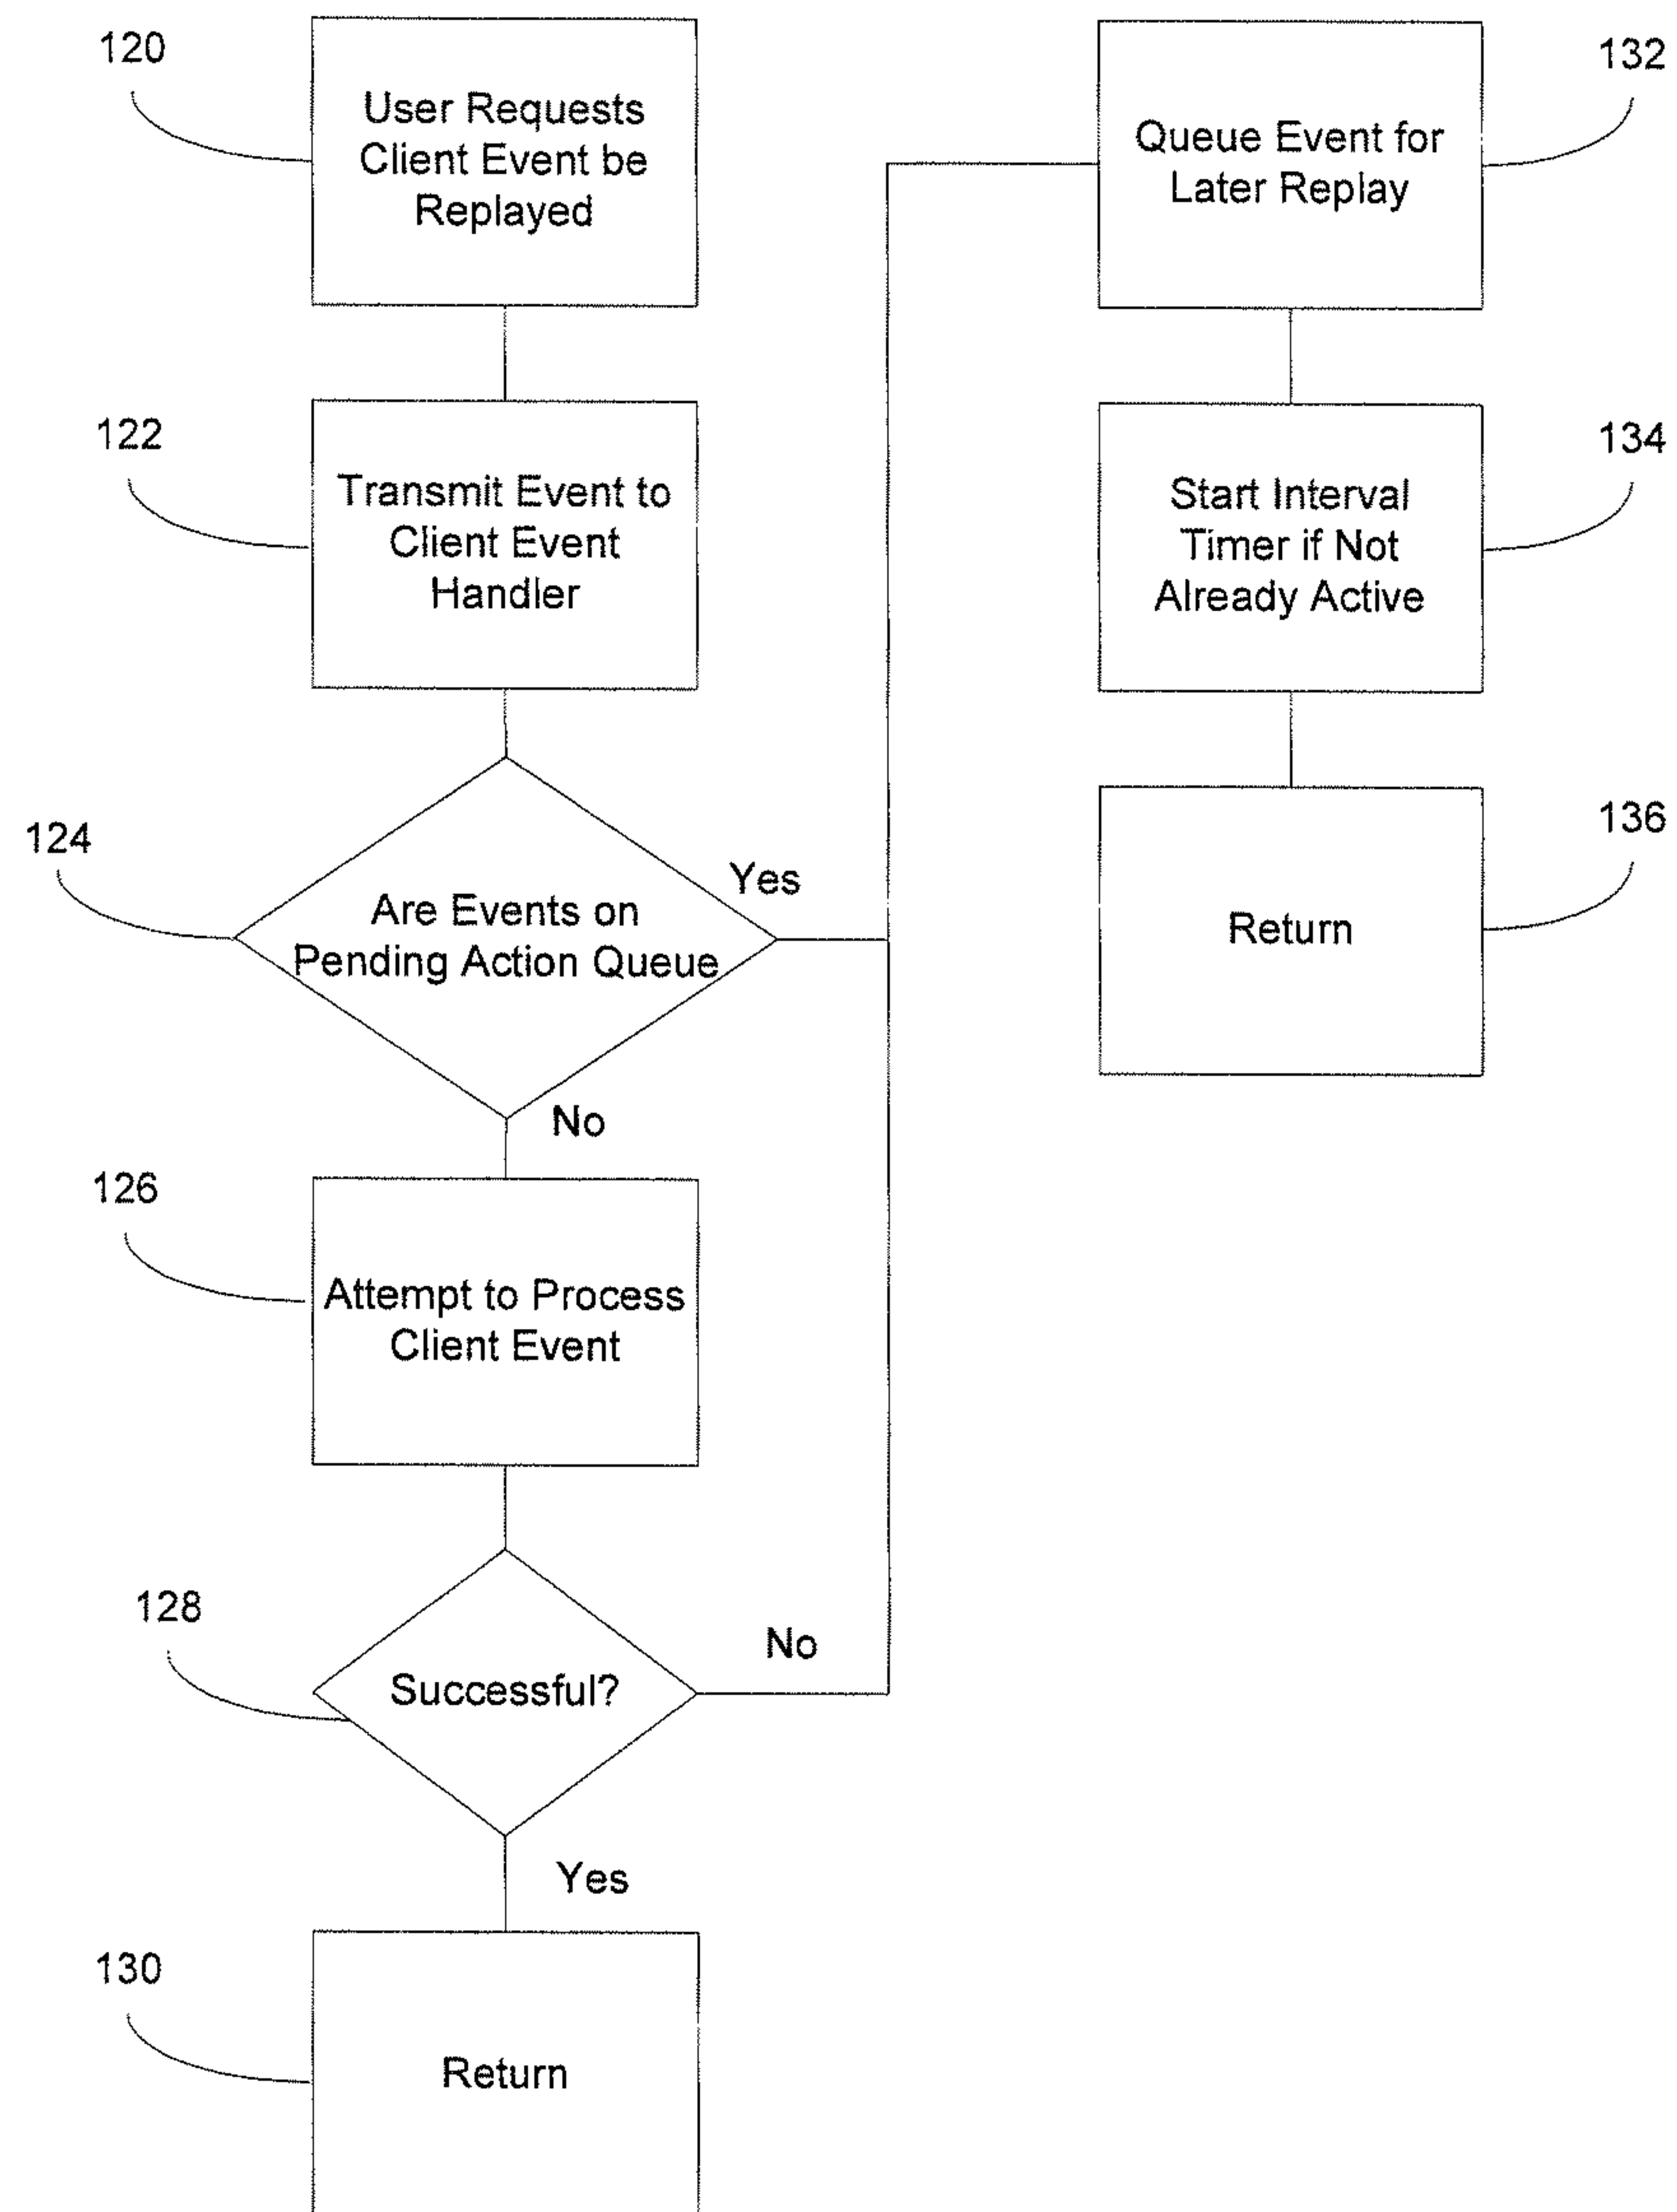 120
User Requests
Client Event be
Replayed
122
Transmit Event to
Client Event
Handler
124
Are Events on
Pending Action Queue
Yes
No
126
Attempt to Process
Client Event
128
Successful?
No
Yes
130
Return
132
Queue Event for
Later Replay
134
Start Interval
Timer if Not
Already Active
136
Return